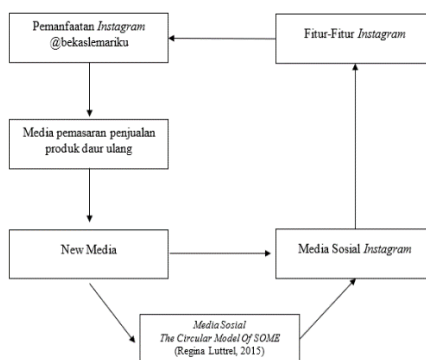 Pemanfaatan Instagram
@bekaslemariku
Fitur-Fitur Instagram
Media pemasaran penjualan
produk daur ulang
New Media
Media Sosial Instagram
Media Sosial
The Circular Model Of SOME
(Regina Luttrel, 2015)